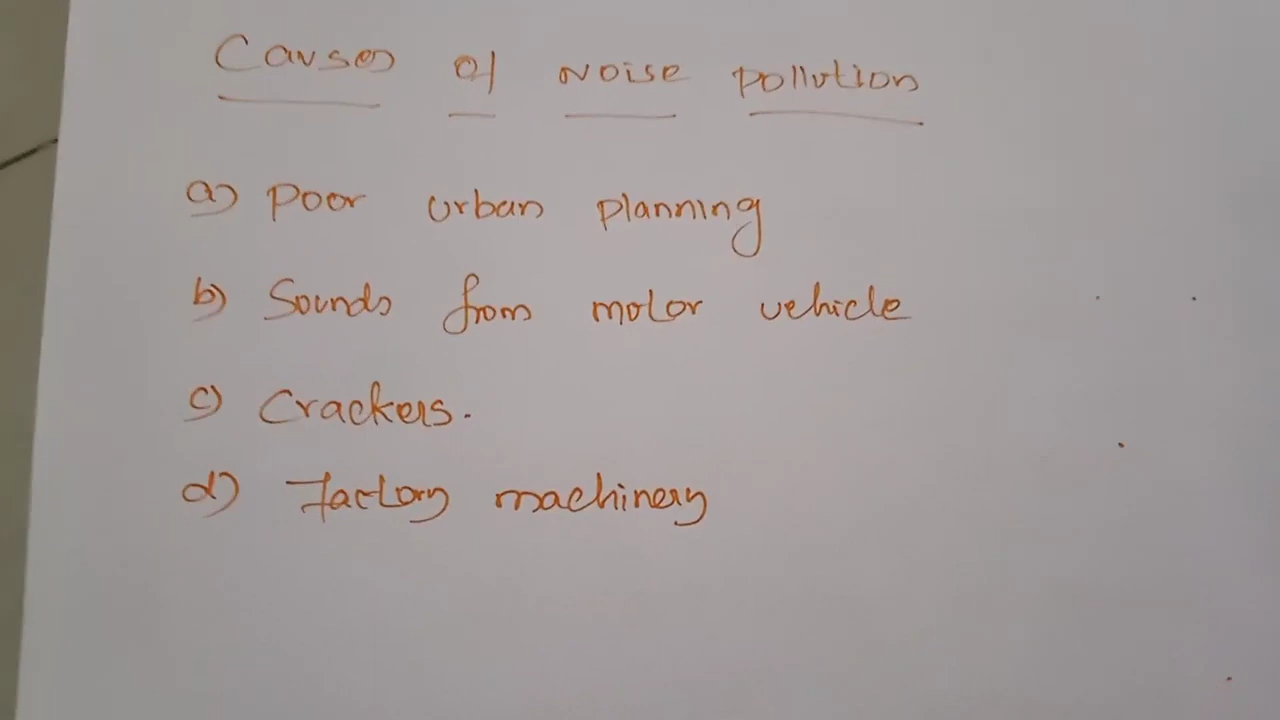 Causes of Noise Pollution
a) Poor urban planning
b) Sounds from motor vehicle
c) Crackers.
d) Factory machinery